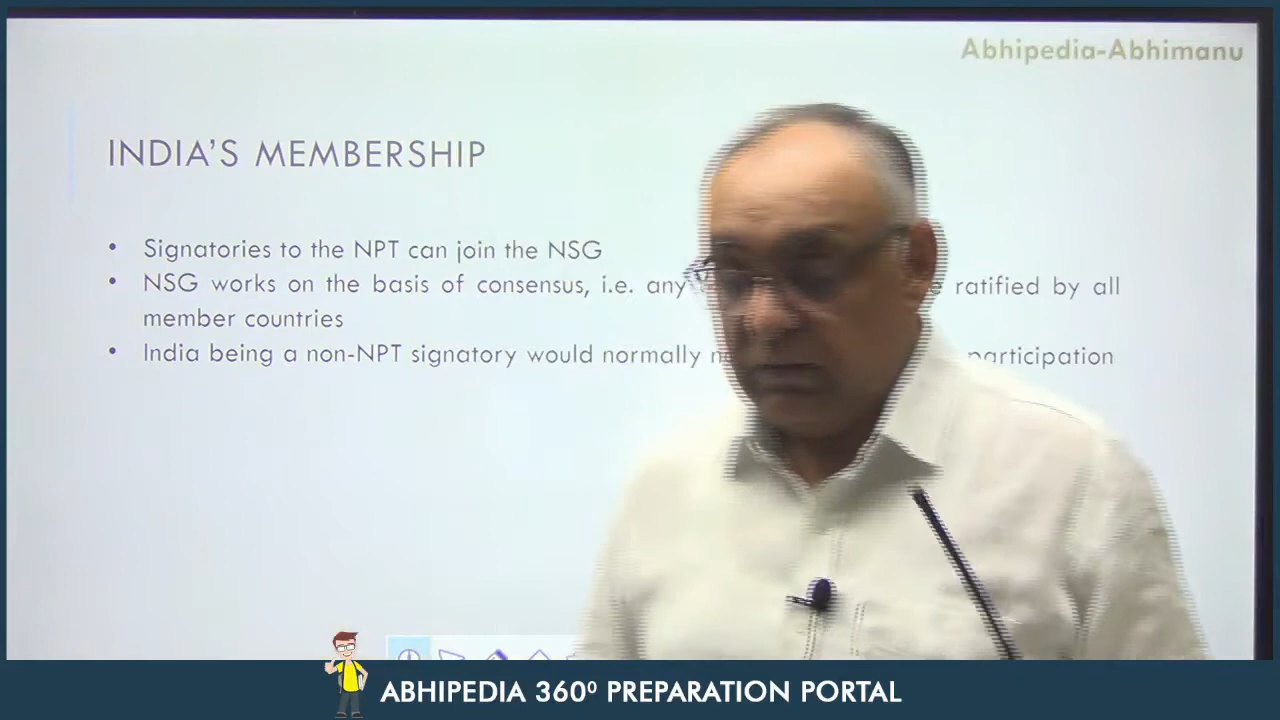 Abhipedia-Abhimanu
INDIA'S MEMBERSHIP
• Signatories to the NPT can join the NSG
• NSG works on the basis of consensus, i.e. any ratified by all
member countries
• India being a non-NPT signatory would normally participation
ABHIPEDIA 360⁰ PREPARATION PORTAL